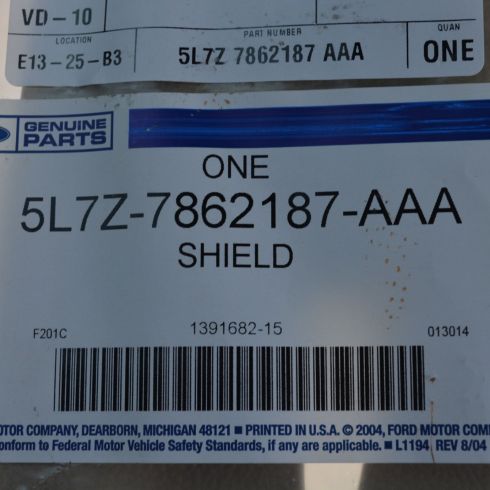 VD-10
LOCATION PART NUMBER QUAN
E13-25-B3 5L7Z 7862187 AAA ONE
GENUINE
PARTS
ONE
5L7Z-7862187-AAA
SHIELD
F201C 1391682-15 013014
MOTOR COMPANY, DEARBORN, MICHIGAN 48121 ■ PRINTED IN U.S.A. © 2004, FORD MOTOR COM
conform to Federal Motor Vehicle Safety Standards, if any are applicable. ■ L1194 REV 8/04